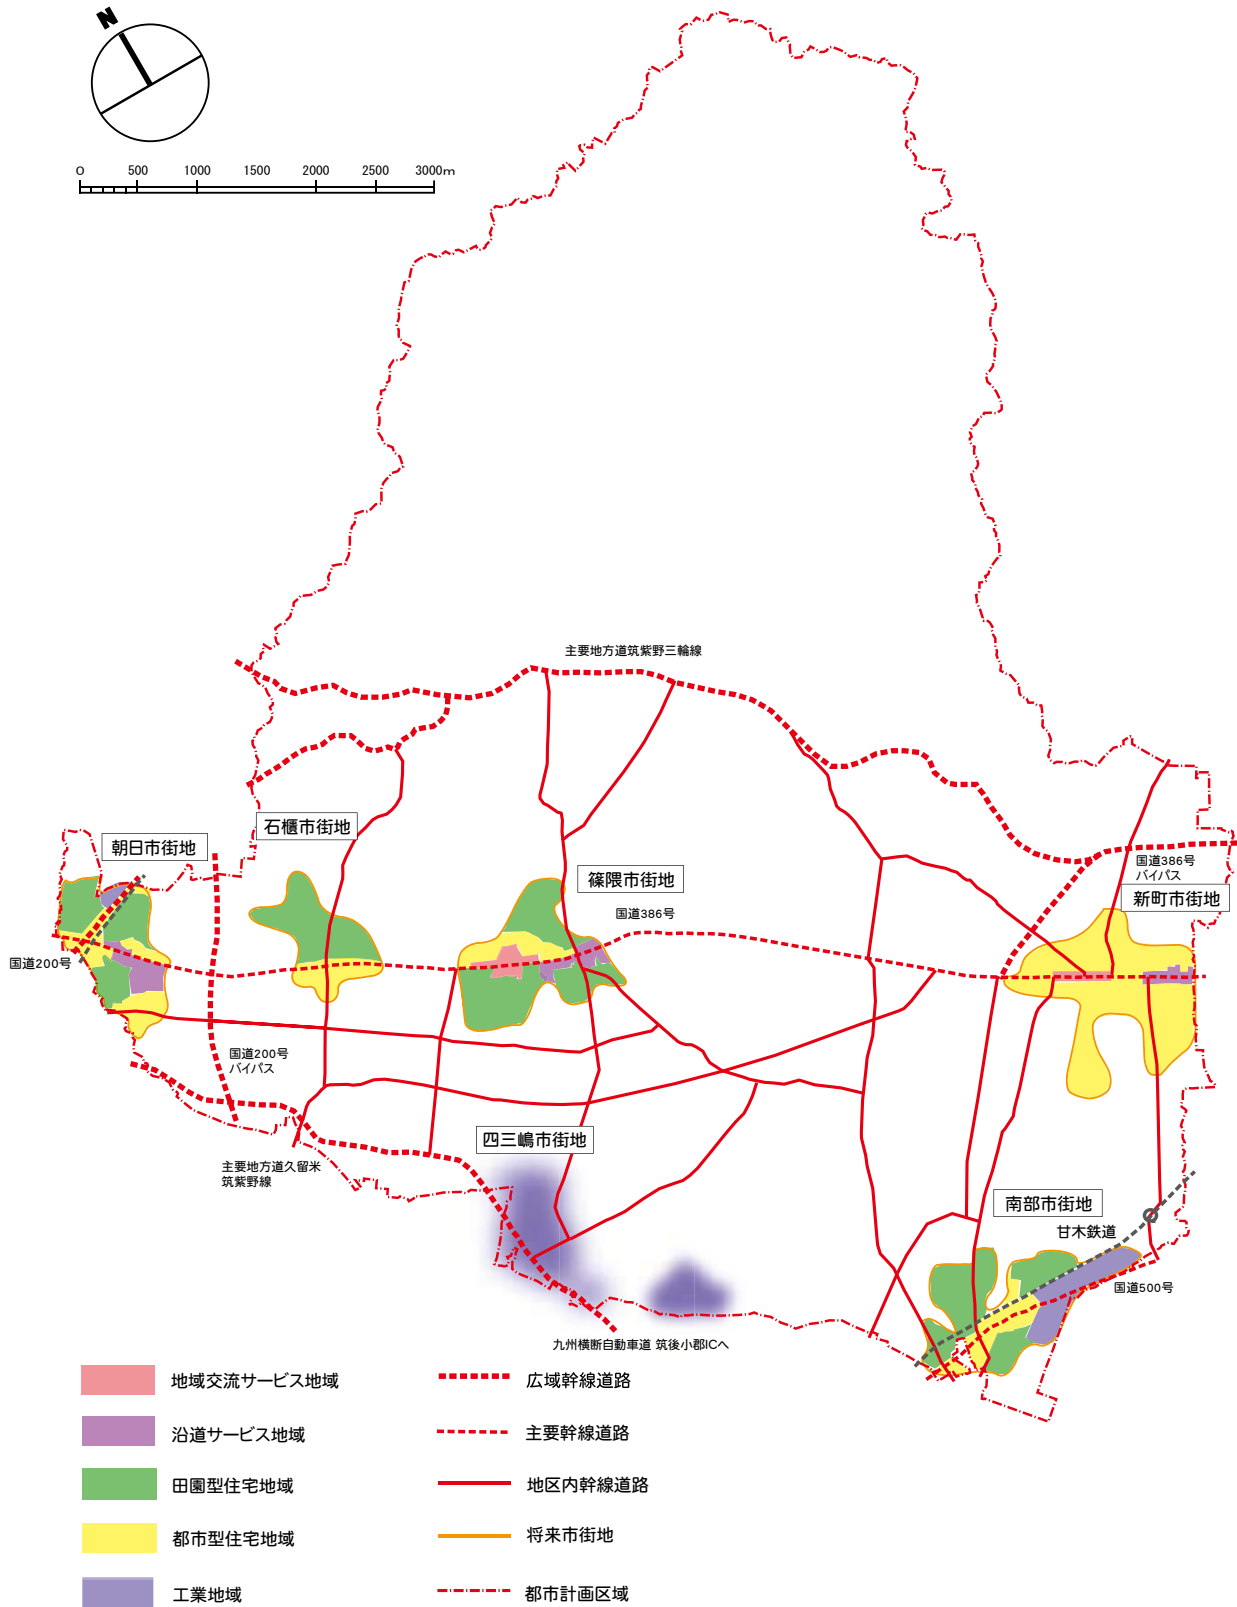 N
0 500 1000 1500 2000 2500 3000m
主要地方道筑紫野三輪線
石櫃市街地
朝日市街地
国道386号
バイパス
篠隈市街地
新町市街地
国道386号
国道200号
国道200号
バイパス
四三嶋市街地
主要地方道久留米
筑紫野線
南部市街地
甘木鉄道
国道500号
九州横断自動車道 筑後小郡ICへ
地域交流サービス地域
広域幹線道路
沿道サービス地域
主要幹線道路
田園型住宅地域
地区内幹線道路
都市型住宅地域
将来市街地
工業地域
都市計画区域